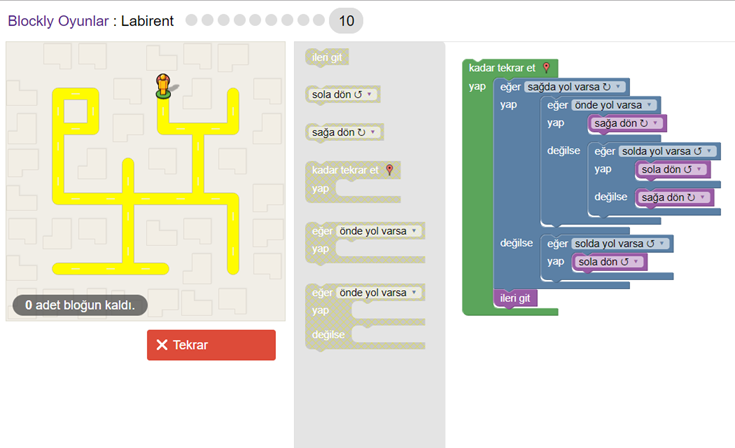 Blockly Oyunlar : Labirent 10
0 adet bloğun kaldı.
Tekrar
ileri git
sola dön ↺ ▾
sağa dön ↻ ▾
kadar tekrar et
yap
eğer önde yol varsa ▾
yap
eğer önde yol varsa ▾
yap
değilse
kadar tekrar et
yap eğer sağda yol varsa ↻ ▾
yap eğer önde yol varsa ▾
yap sağa dön ↻ ▾
değilse eğer solda yol varsa ↺ ▾
yap sola dön ↺ ▾
değilse sağa dön ↻ ▾
değilse eğer solda yol varsa ↺ ▾
yap sola dön ↺ ▾
ileri git